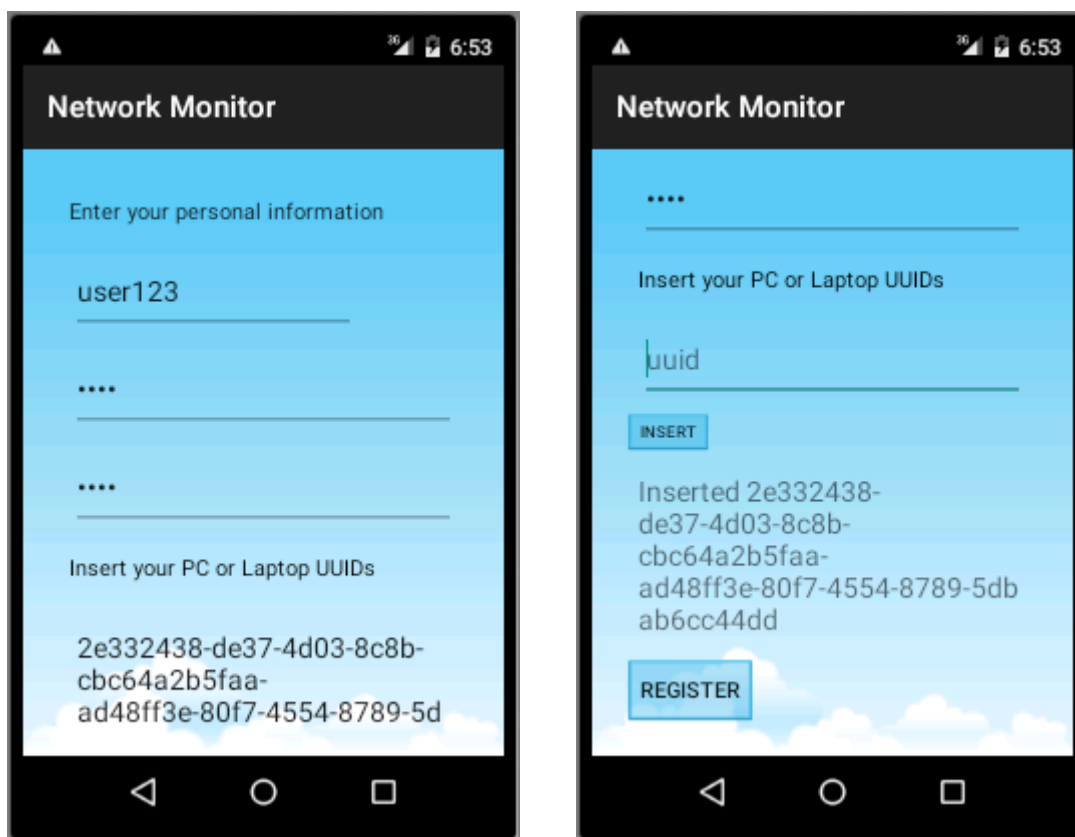 3G 6:53
Network Monitor
Enter your personal information
user123
••••
••••
Insert your PC or Laptop UUIDs
2e332438-de37-4d03-8c8b-
cbc64a2b5faa-
ad48ff3e-80f7-4554-8789-5d
3G 6:53
Network Monitor
••••
Insert your PC or Laptop UUIDs
uuid
INSERT
Inserted 2e332438-
de37-4d03-8c8b-
cbc64a2b5faa-
ad48ff3e-80f7-4554-8789-5db
ab6cc44dd
REGISTER